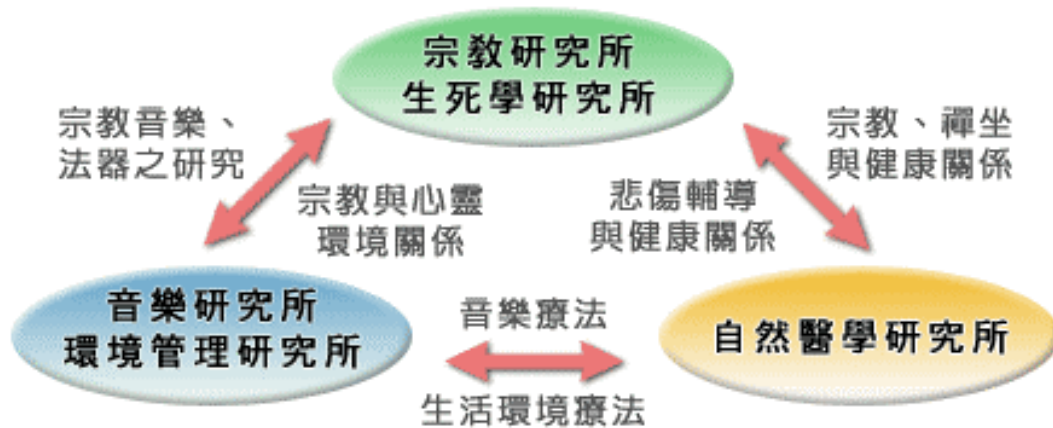 宗教研究所
生死學研究所
宗教音樂、
法器之研究
宗教、禪坐
與健康關係
宗教與心靈
環境關係
悲傷輔導
與健康關係
音樂研究所
環境管理研究所
音樂療法
自然醫學研究所
生活環境療法